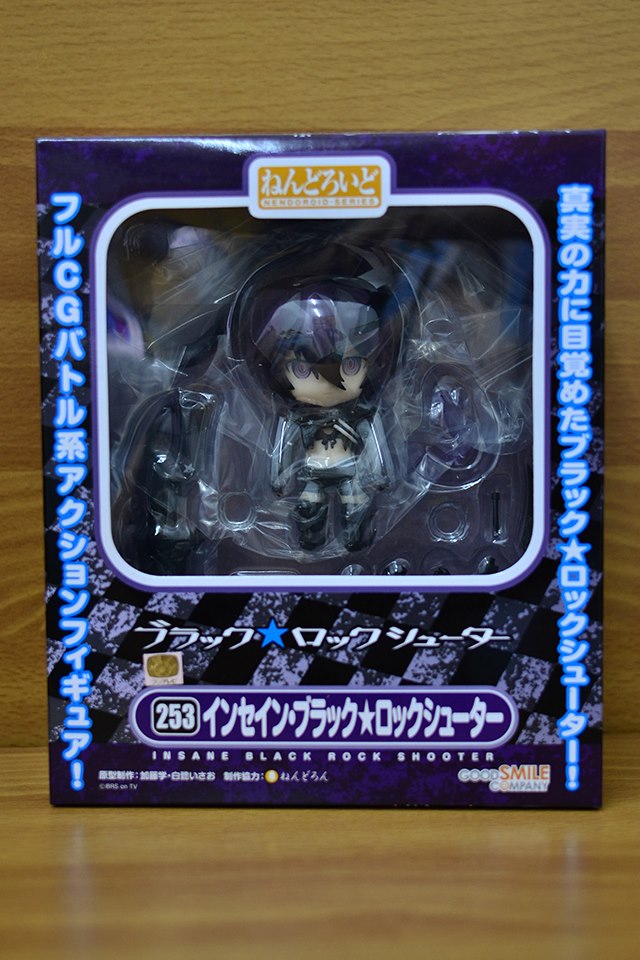 ねんどろいど
NENDOROID-SERIES
真実の力に目覚めたブラック★ロックシューター！
フルCGバトル系アクションフィギュア！
ブラック★ロックシューター
253 インセイン・ブラック★ロックシューター
INSANE BLACK ROCK SHOOTER
原型制作：加藤学・白髭いさお 制作協力： ねんどろん
©BRS on TV
GOOD SMILE
COMPANY